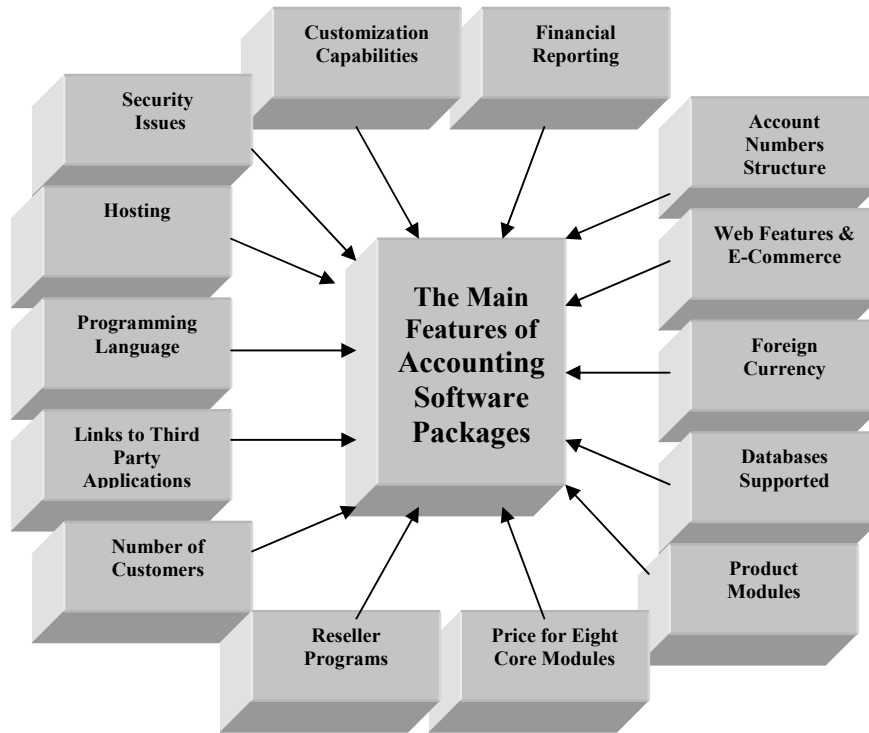 Customization
Capabilities
Financial
Reporting
Security
Issues
Account
Numbers
Structure
Hosting
Web Features &
E-Commerce
The Main
Features of
Accounting
Software
Packages
Programming
Language
Foreign
Currency
Links to Third
Party
Applications
Databases
Supported
Number of
Customers
Product
Modules
Reseller
Programs
Price for Eight
Core Modules